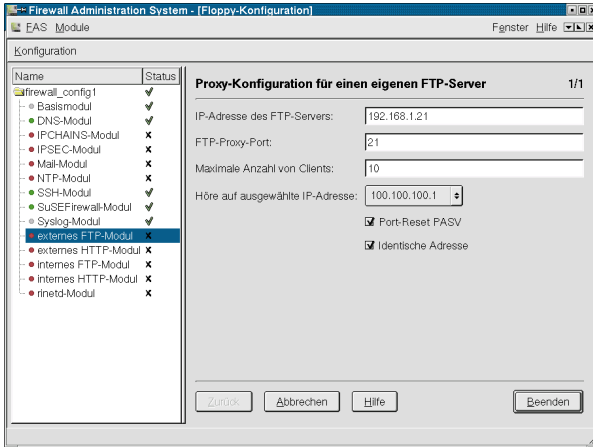 Firewall Administration System - [Floppy-Konfiguration]
FAS Module Fenster Hilfe
Konfiguration
Name Status
firewall_config1
Basismodul
DNS-Modul
IPCHAINS-Modul
IPSEC-Modul
Mail-Modul
NTP-Modul
SSH-Modul
SuSEFirewall-Modul
Syslog-Modul
externes FTP-Modul
externes HTTP-Modul
internes FTP-Modul
internes HTTP-Modul
rinetd-Modul
Proxy-Konfiguration für einen eigenen FTP-Server 1/1
IP-Adresse des FTP-Servers: 192.168.1.21
FTP-Proxy-Port: 21
Maximale Anzahl von Clients: 10
Höre auf ausgewählte IP-Adresse: 100.100.100.1
Port-Reset PASV
Identische Adresse
Zurück Abbrechen Hilfe Beenden